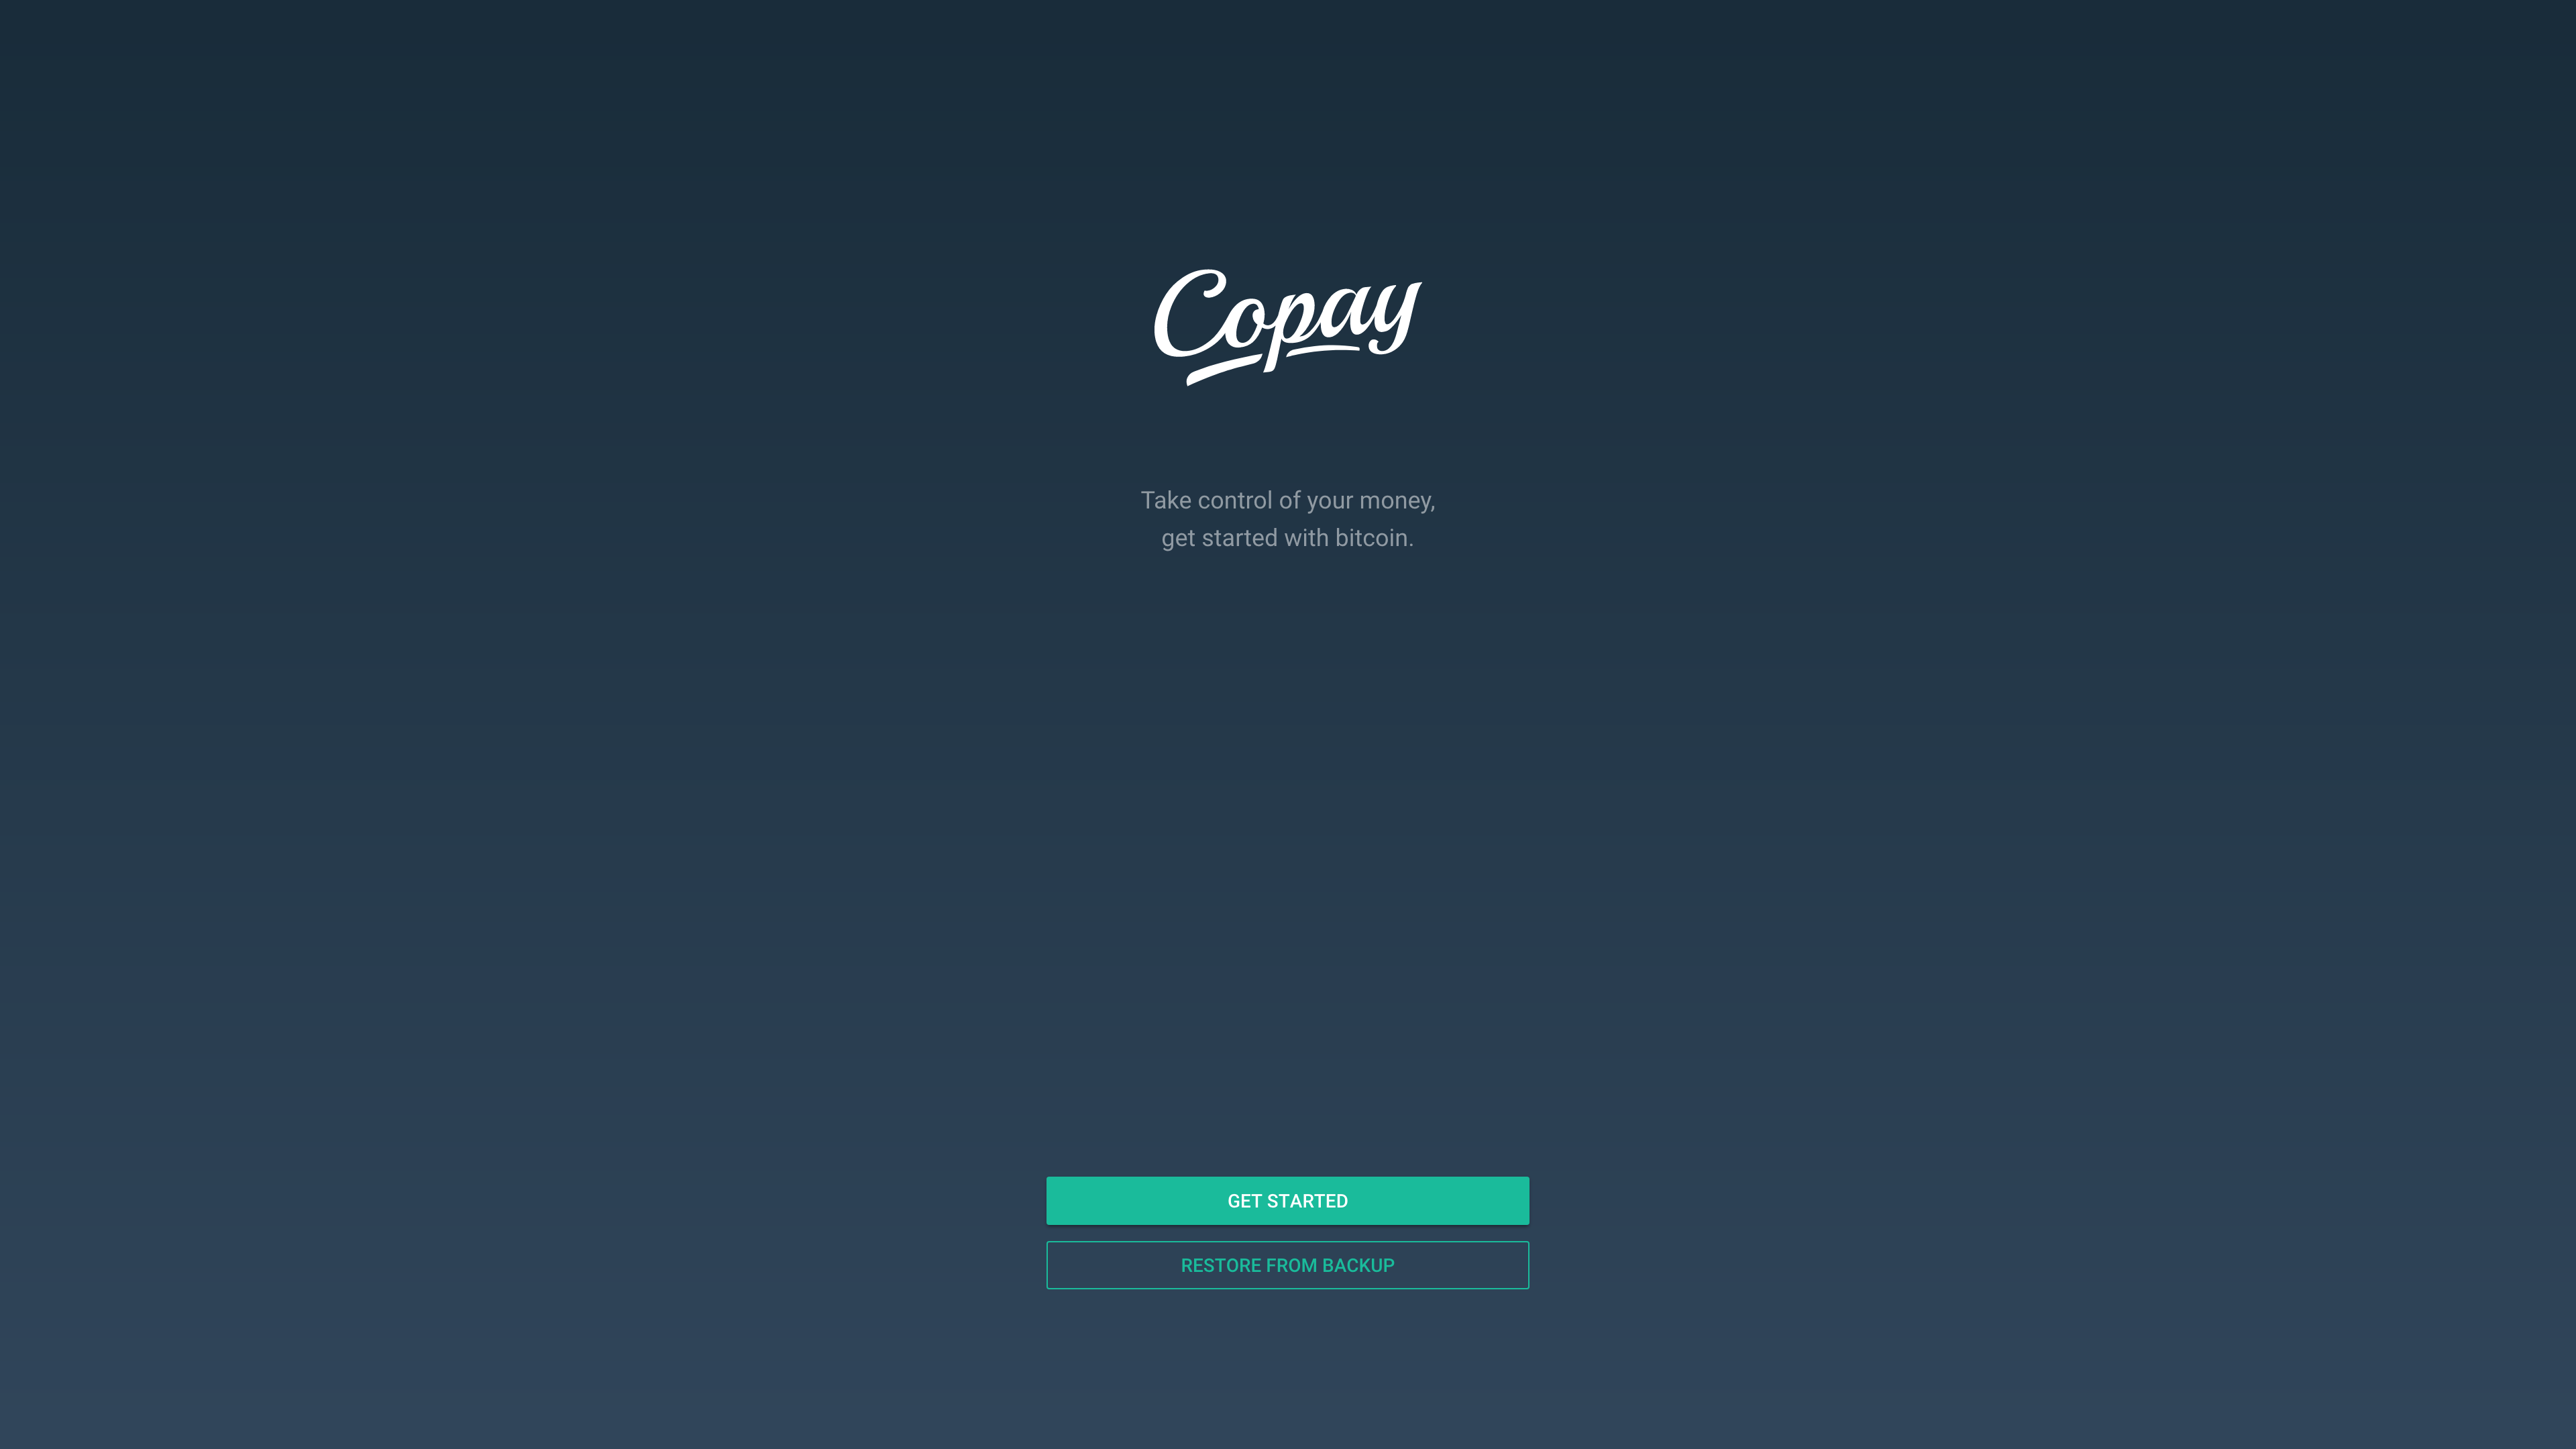 Copay
Take control of your money,
get started with bitcoin.
GET STARTED
RESTORE FROM BACKUP